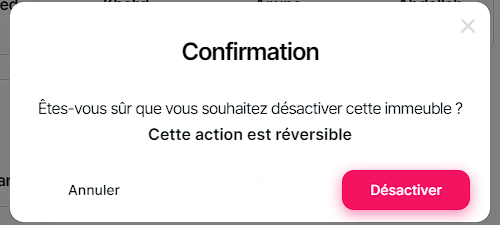 Confirmation
Êtes-vous sûr que vous souhaitez désactiver cette immeuble ?
Cette action est réversible
Annuler
Désactiver